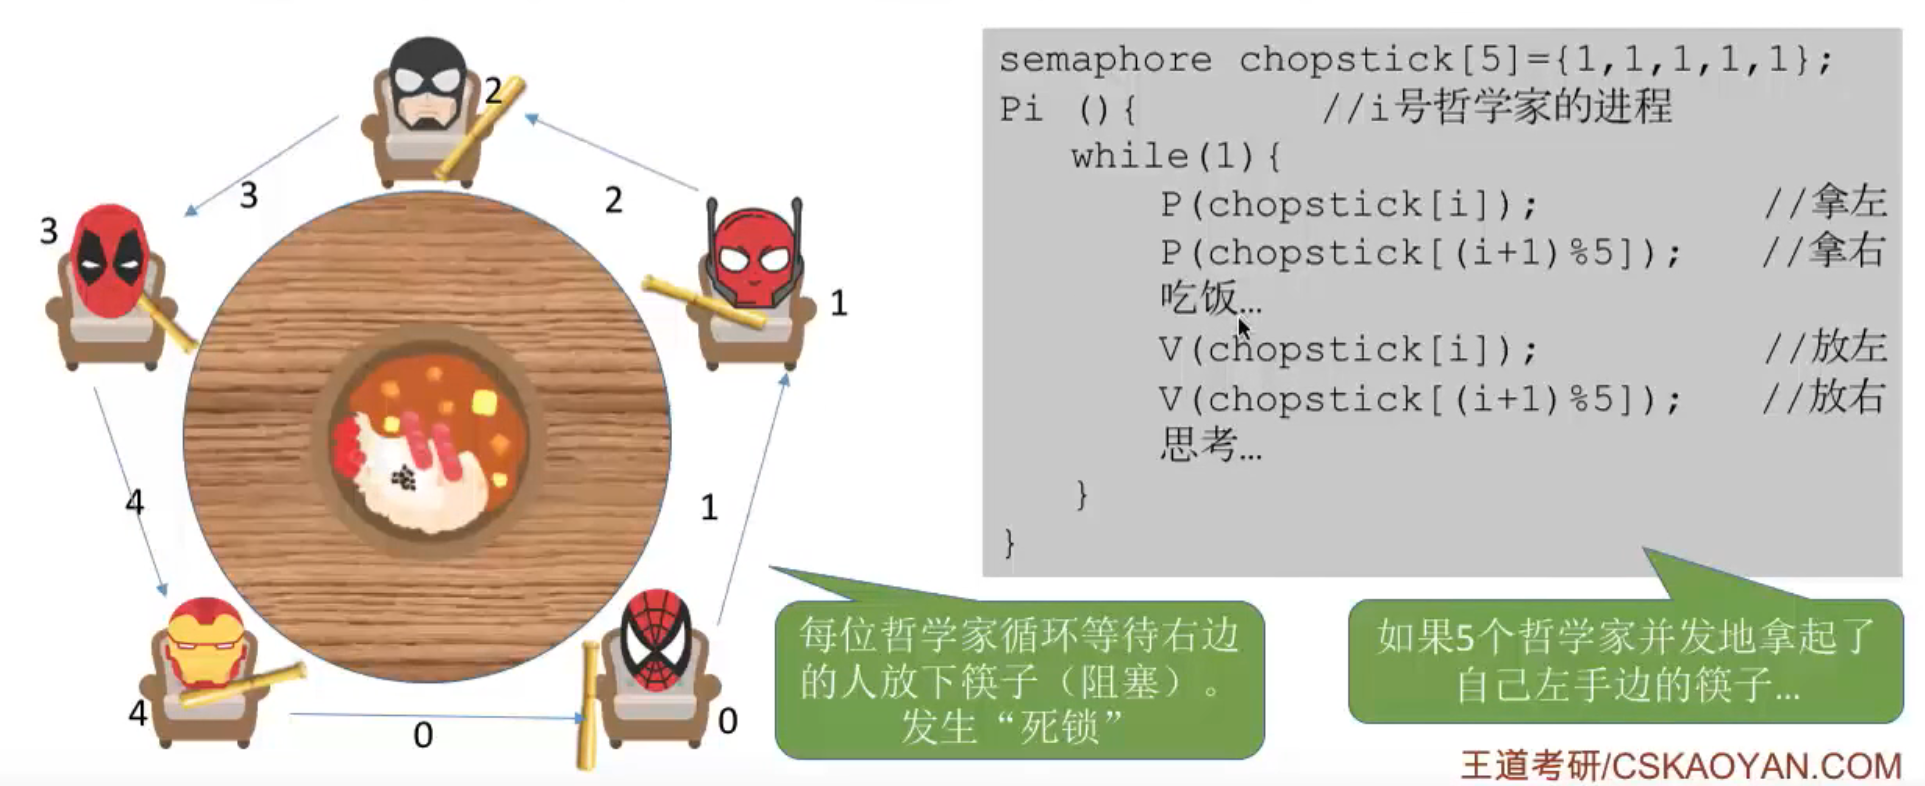 2
3
2
3
1
4
1
4
0
0
semaphore chopstick[5]={1,1,1,1,1};
Pi (){ //i号哲学家的进程
while(1){
P(chopstick[i]); //拿左
P(chopstick[(i+1)%5]); //拿右
吃饭…
V(chopstick[i]); //放左
V(chopstick[(i+1)%5]); //放右
思考…
}
}
每位哲学家循环等待右边
的人放下筷子（阻塞）。
发生“死锁”
如果5个哲学家并发地拿起了
自己左手边的筷子…
王道考研/CSKAOYAN.COM